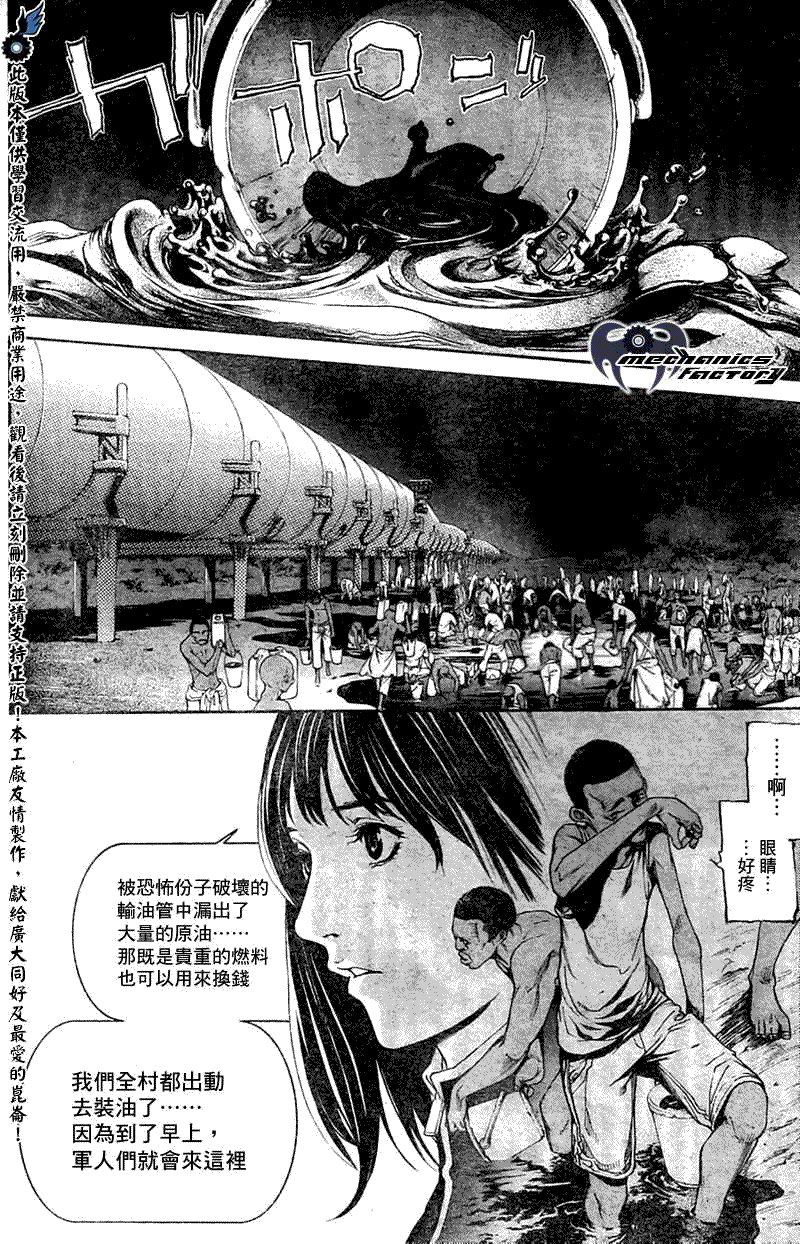 ガポンッ
mechanics
factory
………
啊…
眼睛…
…好疼
被恐怖份子破壞的
輸油管中漏出了
大量的原油……
那既是貴重的燃料
也可以用來換錢
我們全村都出動
去裝油了……
因為到了早上，
軍人們就會來這裡
此版本僅供學習交流用，嚴禁商業用途，觀看後請立刻刪除並請支持正版！本工廠友情製作，獻給廣大同好及最愛的崑崙！